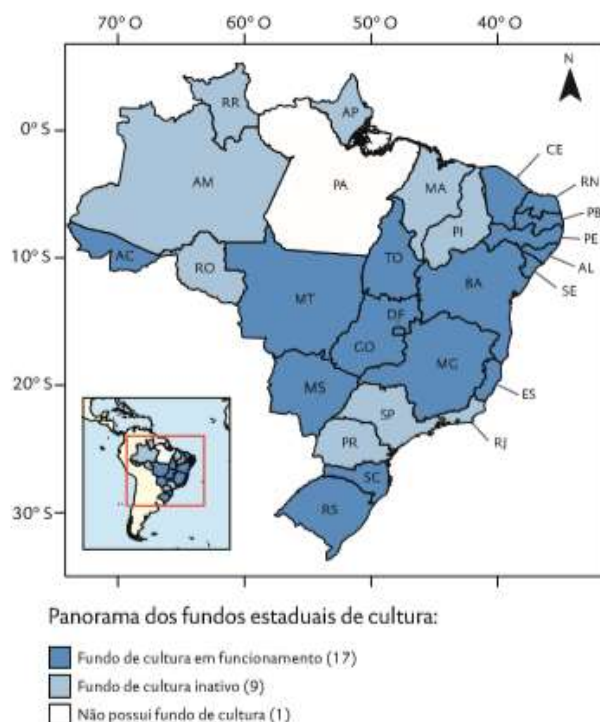 70° O 60° O 50° O 40° O
N
RR
AP
0° S
CE
AM
PA
MA
RN
PB
PI
PE
10° S
AC
TO
AL
RO
BA
SE
MT
DF
GO
MG
20° S
MS
ES
SP
RJ
PR
SC
30° S
RS
Panorama dos fundos estaduais de cultura:
Fundo de cultura em funcionamento (17)
Fundo de cultura inativo (9)
Não possui fundo de cultura (1)